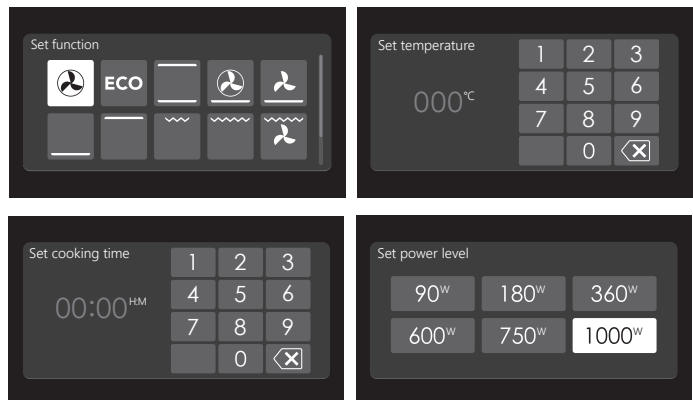 Set function
ECO
Set temperature
000°C
1 2 3
4 5 6
7 8 9
0
Set cooking time
00:00 H:M
1 2 3
4 5 6
7 8 9
0
Set power level
90W 180W 360W
600W 750W 1000W